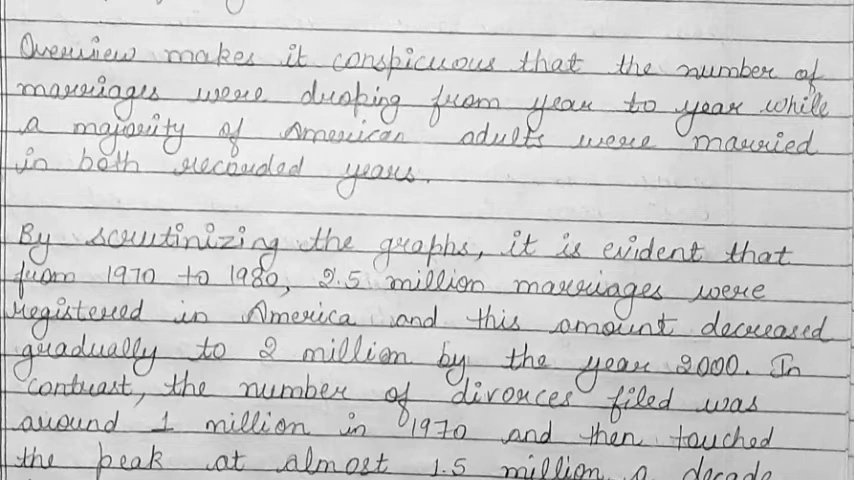 Overview makes it conspicuous that the number of
marriages were droping from year to year while
a majority of American adults were married
in both recorded years.
By scrutinizing the graphs, it is evident that
from 1970 to 1980, 2.5 million marriages were
registered in America and this amount decreased
gradually to 2 million by the year 2000. In
contrast, the number of divorces filed was
around 1 million in 1970 and then touched
the peak at almost 1.5 million a decade